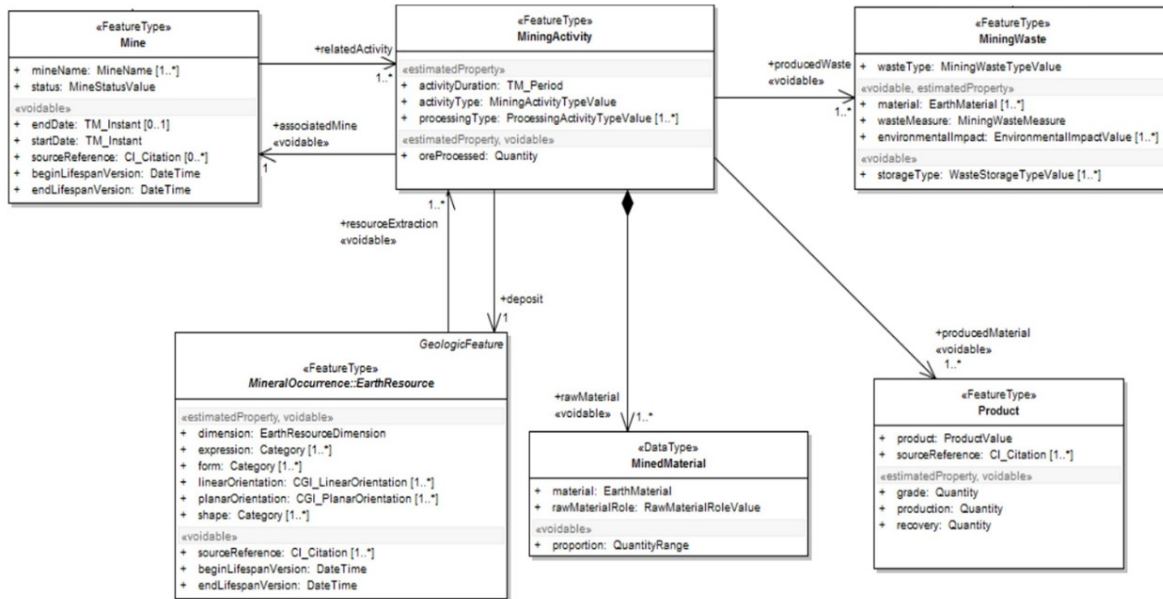 «FeatureType»
Mine
+ mineName: MineName [1..*]
+ status: MineStatusValue
«voidable»
+ endDate: TM_Instant [0..1]
+ startDate: TM_Instant
+ sourceReference: CI_Citation [0..*]
+ beginLifespanVersion: DateTime
+ endLifespanVersion: DateTime
+relatedActivity
1..*
+associatedMine
«voidable»
1
«FeatureType»
MiningActivity
«estimatedProperty»
+ activityDuration: TM_Period
+ activityType: MiningActivityTypeValue
+ processingType: ProcessingActivityTypeValue [1..*]
«estimatedProperty, voidable»
+ oreProcessed: Quantity
+producedWaste
«voidable»
1..*
«FeatureType»
MiningWaste
+ wasteType: MiningWasteTypeValue
«voidable, estimatedProperty»
+ material: EarthMaterial [1..*]
+ wasteMeasure: MiningWasteMeasure
+ environmentalImpact: EnvironmentalImpactValue [1..*]
«voidable»
+ storageType: WasteStorageTypeValue [1..*]
1..*
+resourceExtraction
«voidable»
+deposit
1
GeologicFeature
«FeatureType»
MineralOccurrence::EarthResource
«estimatedProperty, voidable»
+ dimension: EarthResourceDimension
+ expression: Category [1..*]
+ form: Category [1..*]
+ linearOrientation: CGI_LinearOrientation [1..*]
+ planarOrientation: CGI_PlanarOrientation [1..*]
+ shape: Category [1..*]
«voidable»
+ sourceReference: CI_Citation [1..*]
+ beginLifespanVersion: DateTime
+ endLifespanVersion: DateTime
+rawMaterial
«voidable»
1..*
«DataType»
MinedMaterial
+ material: EarthMaterial
+ rawMaterialRole: RawMaterialRoleValue
«voidable»
+ proportion: QuantityRange
+producedMaterial
«voidable»
1..*
«FeatureType»
Product
+ product: ProductValue
+ sourceReference: CI_Citation [1..*]
«estimatedProperty, voidable»
+ grade: Quantity
+ production: Quantity
+ recovery: Quantity